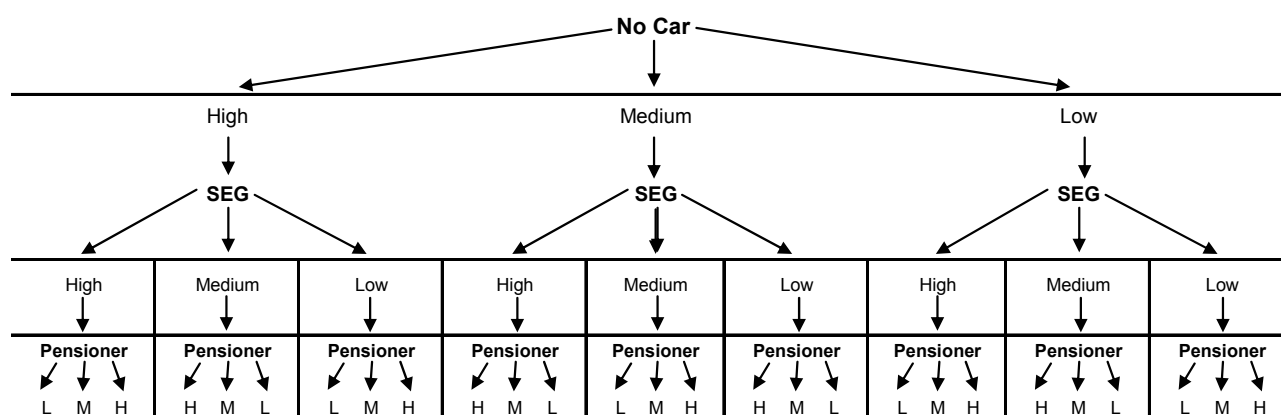 No Car
High Medium Low
SEG SEG SEG
High Medium Low High Medium Low High Medium Low
Pensioner Pensioner Pensioner Pensioner Pensioner Pensioner Pensioner Pensioner Pensioner
L M H H M L L M H H M L L M H H M L L M H H M L L M H